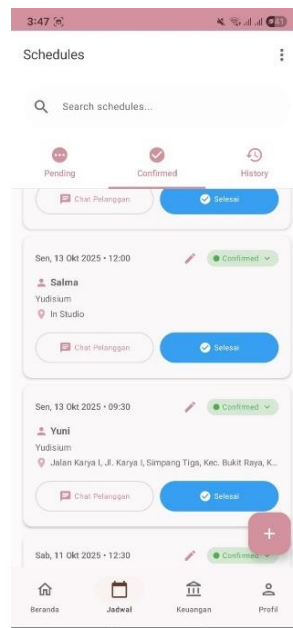 3:47
Schedules
Search schedules...
Pending Confirmed History
Chat Pelanggan Selesai
Sen, 13 Okt 2025 • 12:00 Confirmed
Salma
Yudisium
In Studio
Chat Pelanggan Selesai
Sen, 13 Okt 2025 • 09:30 Confirmed
Yuni
Yudisium
Jalan Karya I, Jl. Karya I, Simpang Tiga, Kec. Bukit Raya, K...
Chat Pelanggan Selesai
Sab, 11 Okt 2025 • 12:30 Confirmed
Beranda Jadwal Keuangan Profil